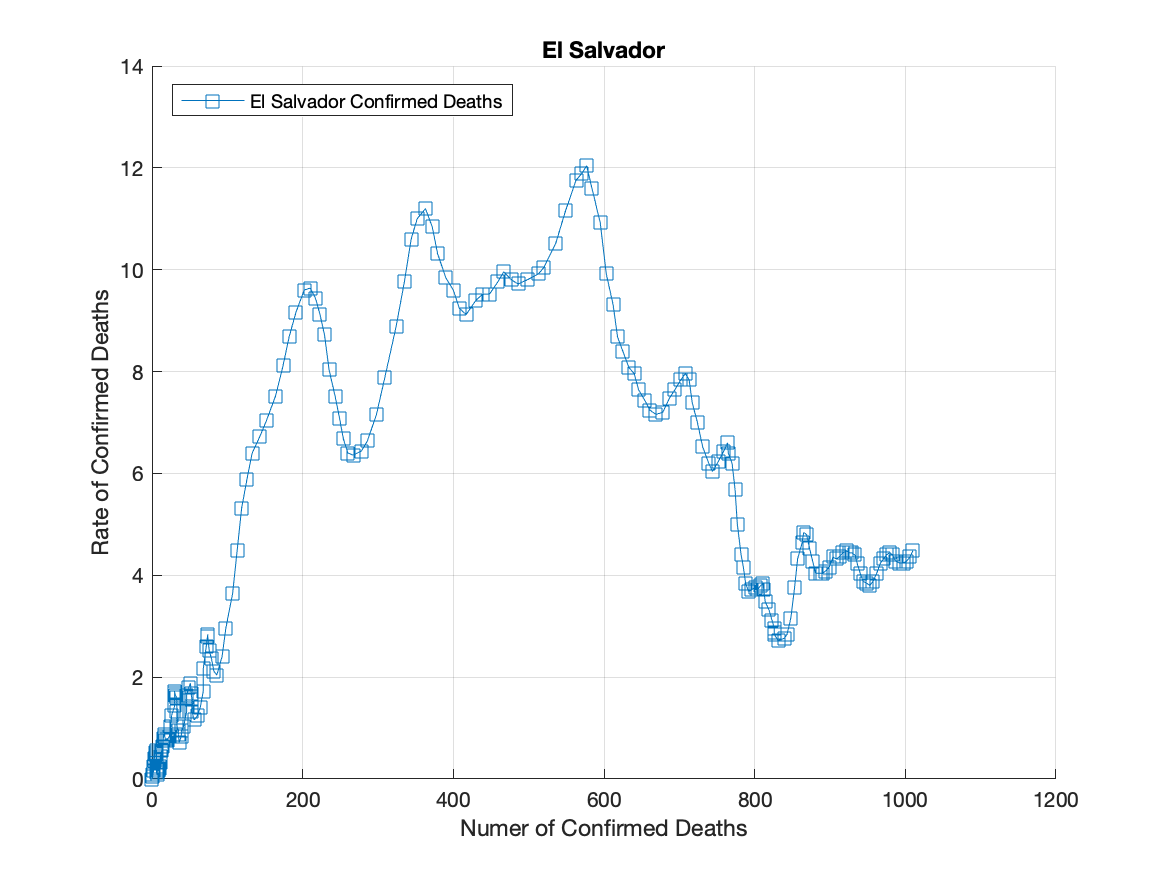 El Salvador
El Salvador Confirmed Deaths
14
12
10
8
6
4
2
0
Rate of Confirmed Deaths
0 200 400 600 800 1000 1200
Numer of Confirmed Deaths